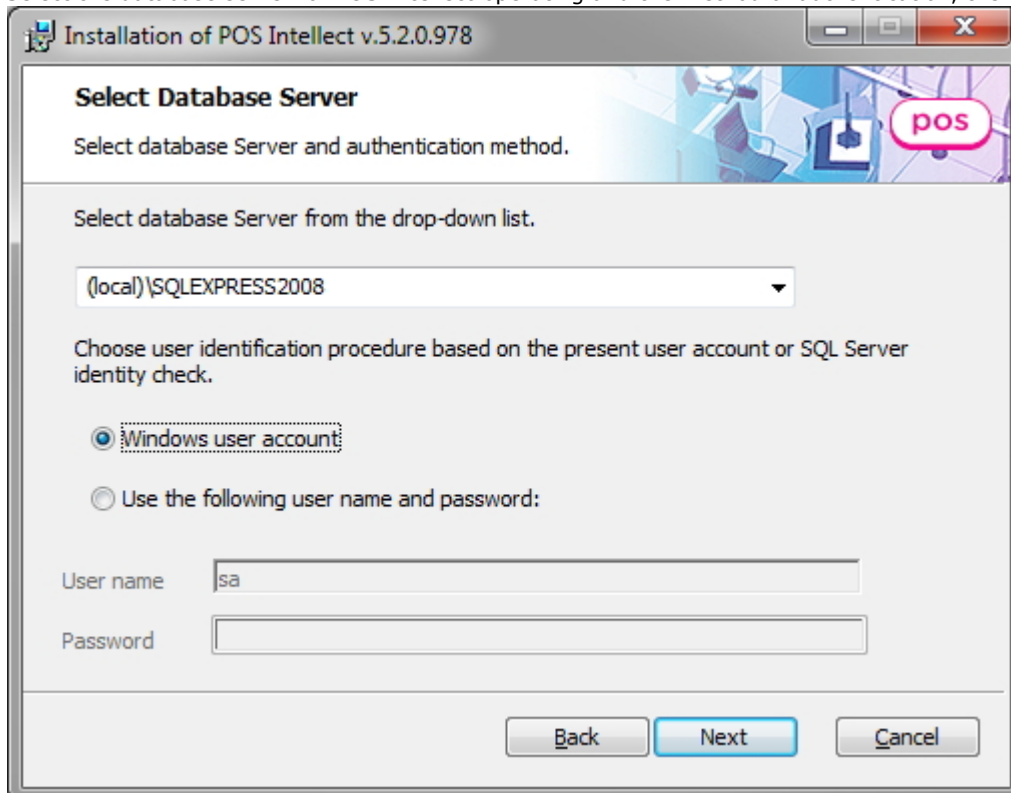 Installation of POS Intellect v.5.2.0.978
Select Database Server
pos
Select database Server and authentication method.
Select database Server from the drop-down list.
(local)\SQLEXPRESS2008
Choose user identification procedure based on the present user account or SQL Server
identity check.
Windows user account
Use the following user name and password:
User name sa
Password
Back Next Cancel